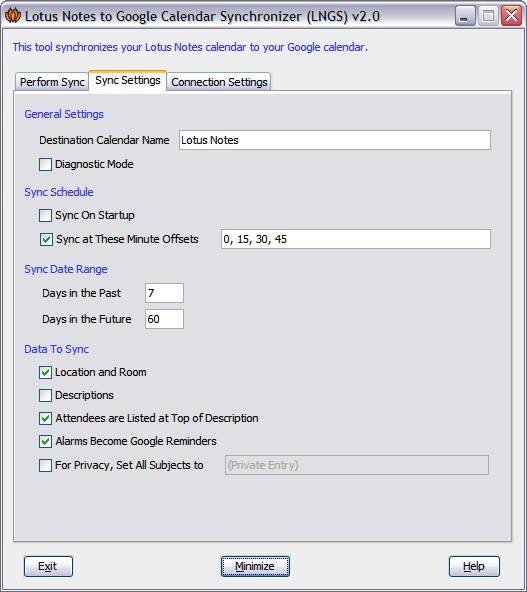 Lotus Notes to Google Calendar Synchronizer (LNGS) v2.0
This tool synchronizes your Lotus Notes calendar to your Google calendar.
Perform Sync Sync Settings Connection Settings
General Settings
Destination Calendar Name Lotus Notes
Diagnostic Mode
Sync Schedule
Sync On Startup
Sync at These Minute Offsets 0, 15, 30, 45
Sync Date Range
Days in the Past 7
Days in the Future 60
Data To Sync
Location and Room
Descriptions
Attendees are Listed at Top of Description
Alarms Become Google Reminders
For Privacy, Set All Subjects to (Private Entry)
Exit Minimize Help